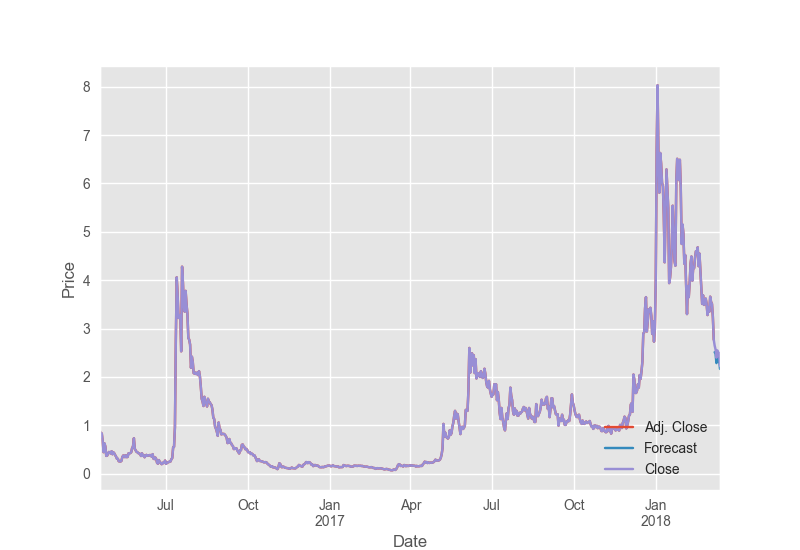 8
7
6
5
4
3
2
1
0
Price
Jul
Oct
Jan
2017
Apr
Jul
Oct
Jan
2018
Date
Adj. Close
Forecast
Close